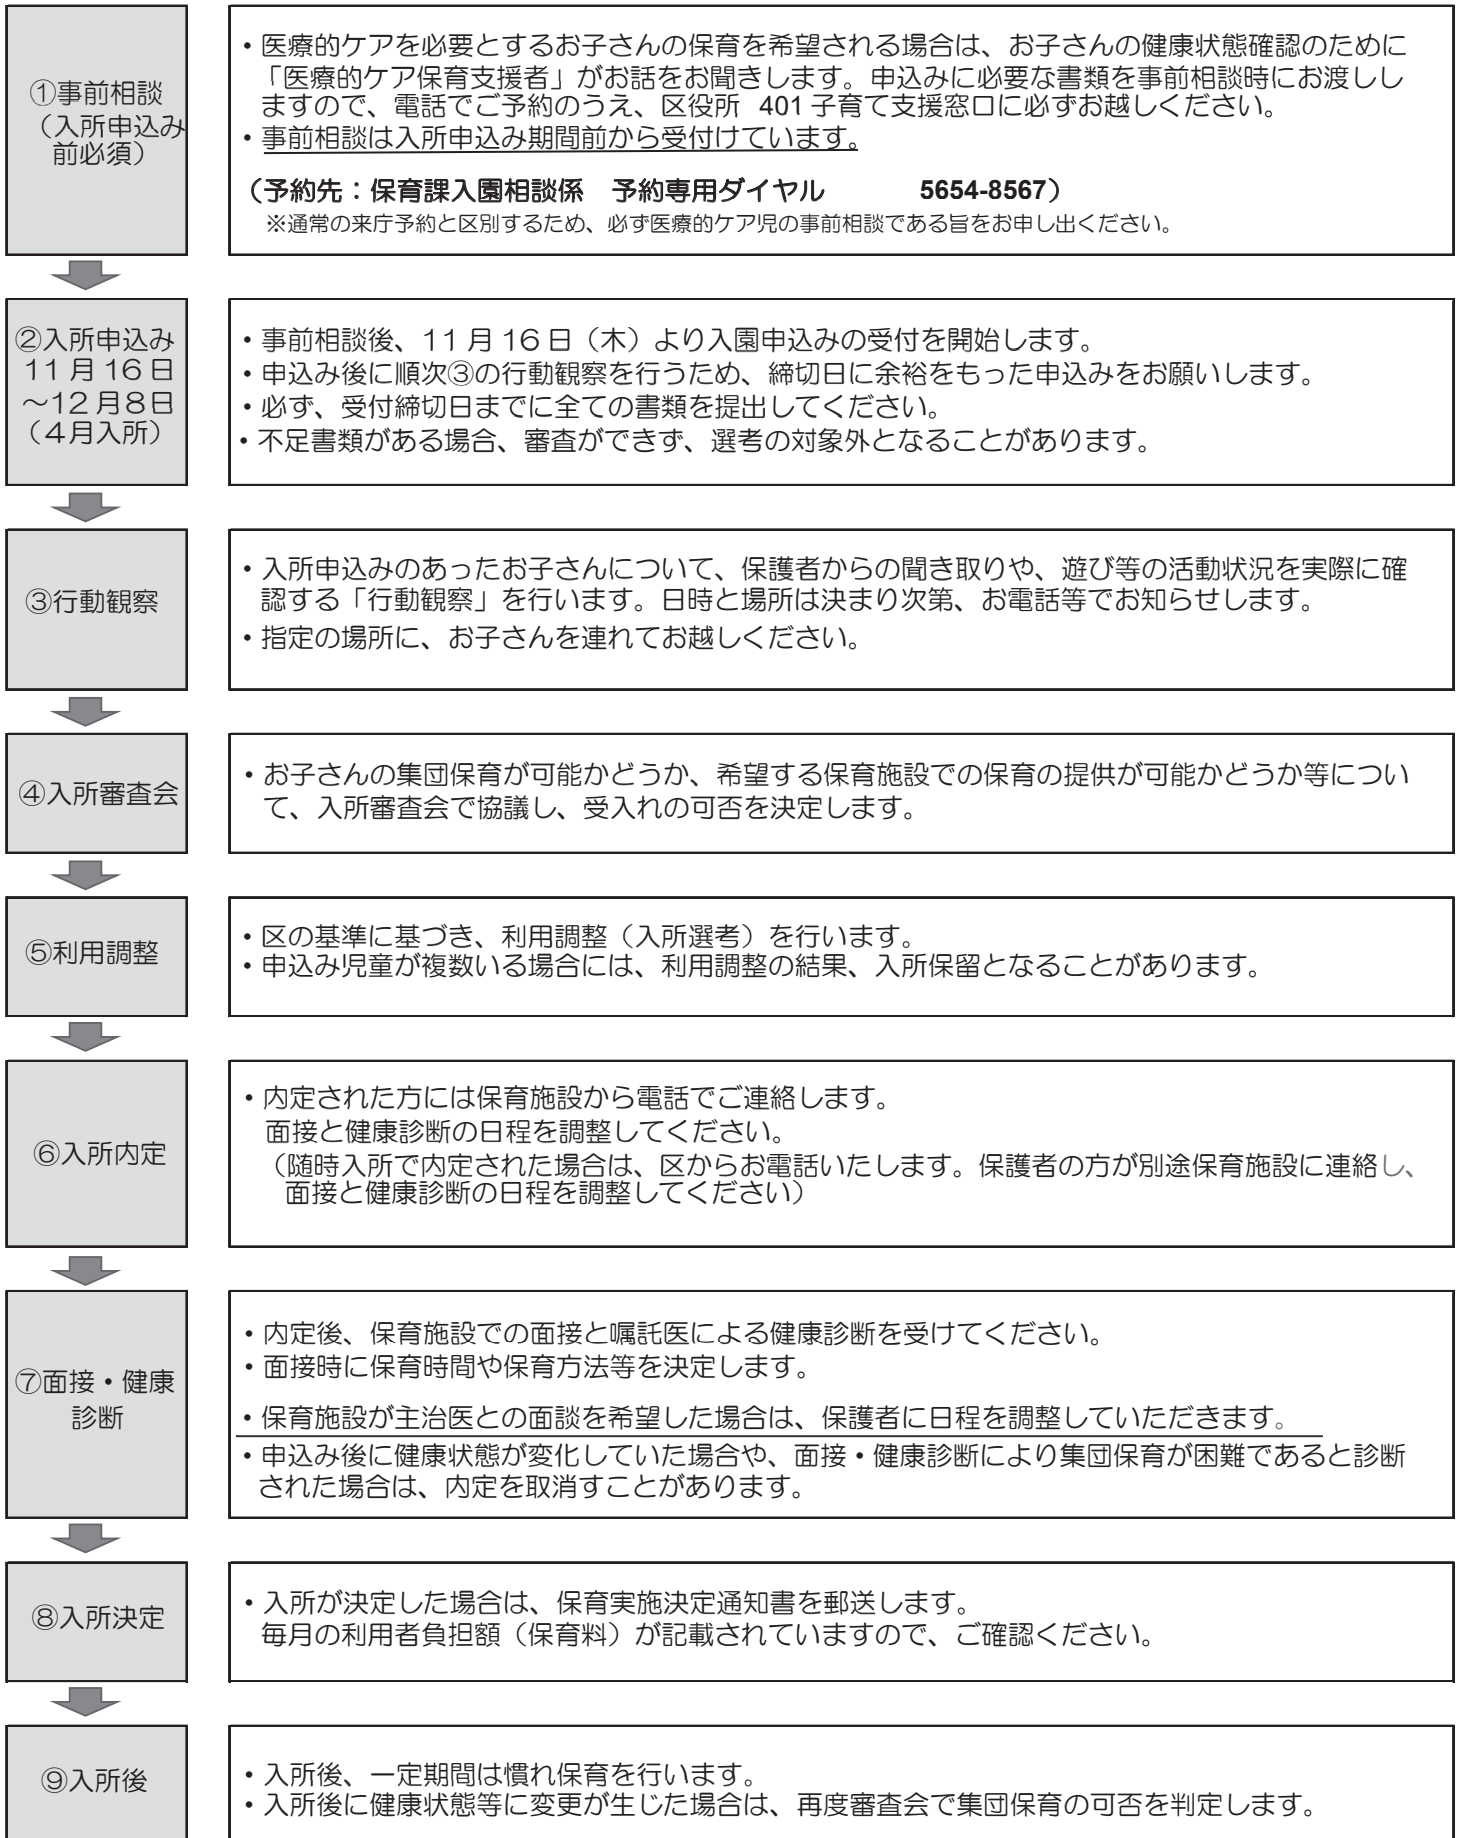 ①事前相談
（入所申込み
前必須）
・医療的ケアを必要とするお子さんの保育を希望される場合は、お子さんの健康状態確認のために
「医療的ケア保育支援者」がお話をお聞きします。申込みに必要な書類を事前相談時にお渡しし
ますので、電話でご予約のうえ、区役所 401 子育て支援窓口に必ずお越しください。
・事前相談は入所申込み期間前から受付けています。
（予約先：保育課入園相談係　予約専用ダイヤル　5654-8567）
※通常の来庁予約と区別するため、必ず医療的ケア児の事前相談である旨をお申し出ください。
②入所申込み
11月16日
～12月8日
（4月入所）
・事前相談後、11月16日（木）より入園申込みの受付を開始します。
・申込み後に順次③の行動観察を行うため、締切日に余裕をもった申込みをお願いします。
・必ず、受付締切日までに全ての書類を提出してください。
・不足書類がある場合、審査ができず、選考の対象外となることがあります。
③行動観察
・入所申込みのあったお子さんについて、保護者からの聞き取りや、遊び等の活動状況を実際に確
認する「行動観察」を行います。日時と場所は決まり次第、お電話等でお知らせします。
・指定の場所に、お子さんを連れてお越しください。
④入所審査会
・お子さんの集団保育が可能かどうか、希望する保育施設での保育の提供が可能かどうか等につい
て、入所審査会で協議し、受入れの可否を決定します。
⑤利用調整
・区の基準に基づき、利用調整（入所選考）を行います。
・申込み児童が複数いる場合には、利用調整の結果、入所保留となることがあります。
⑥入所内定
・内定された方には保育施設から電話でご連絡します。
面接と健康診断の日程を調整してください。
（随時入所で内定された場合は、区からお電話いたします。保護者の方が別途保育施設に連絡し、
面接と健康診断の日程を調整してください）
⑦面接・健康
診断
・内定後、保育施設での面接と嘱託医による健康診断を受けてください。
・面接時に保育時間や保育方法等を決定します。
・保育施設が主治医との面談を希望した場合は、保護者に日程を調整していただきます。
・申込み後に健康状態が変化していた場合や、面接・健康診断により集団保育が困難であると診断
された場合は、内定を取消すことがあります。
⑧入所決定
・入所が決定した場合は、保育実施決定通知書を郵送します。
毎月の利用者負担額（保育料）が記載されていますので、ご確認ください。
⑨入所後
・入所後、一定期間は慣れ保育を行います。
・入所後に健康状態等に変更が生じた場合は、再度審査会で集団保育の可否を判定します。